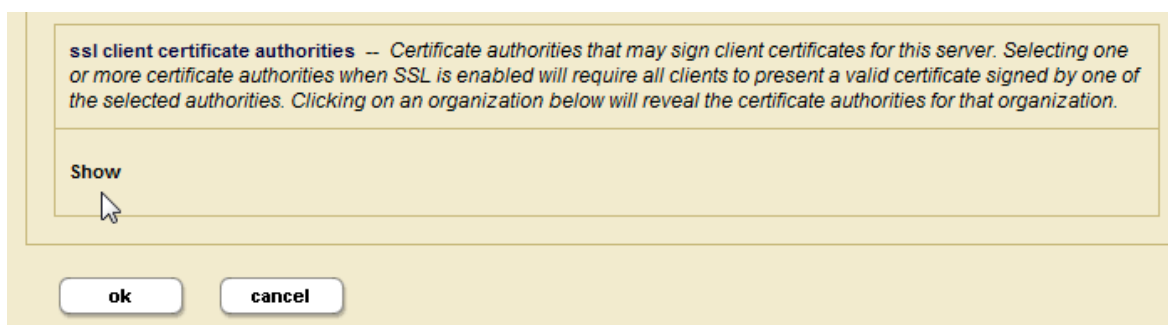 ssl client certificate authorities -- Certificate authorities that may sign client certificates for this server. Selecting one
or more certificate authorities when SSL is enabled will require all clients to present a valid certificate signed by one of
the selected authorities. Clicking on an organization below will reveal the certificate authorities for that organization.
Show
ok cancel